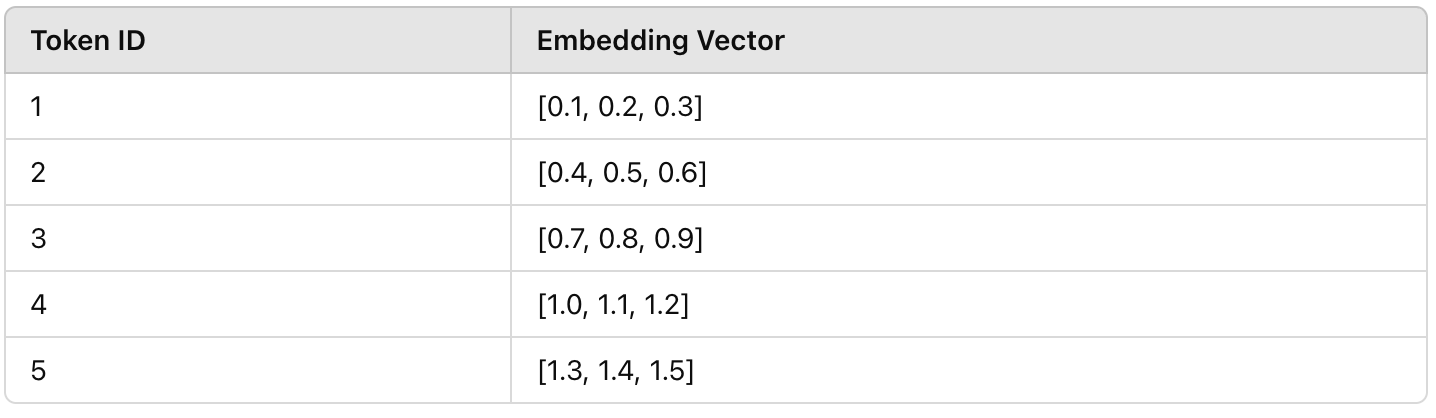 Token ID Embedding Vector
1 [0.1, 0.2, 0.3]
2 [0.4, 0.5, 0.6]
3 [0.7, 0.8, 0.9]
4 [1.0, 1.1, 1.2]
5 [1.3, 1.4, 1.5]